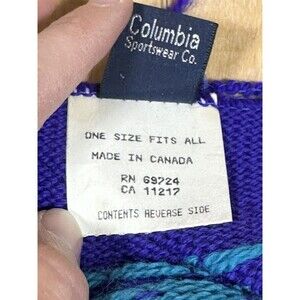 Columbia
Sportswear Co.
ONE SIZE FITS ALL
MADE IN CANADA
RN 69724
CA 11217
CONTENTS REVERSE SIDE